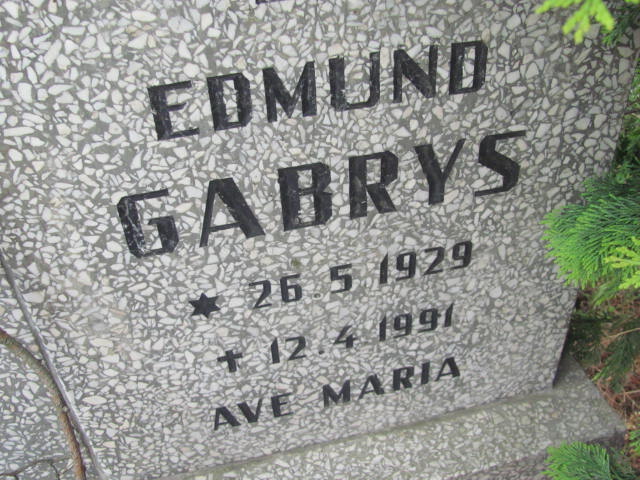 EDMUND
GABRYS
* 26.5 1929
+ 12.4 1991
AVE MARIA